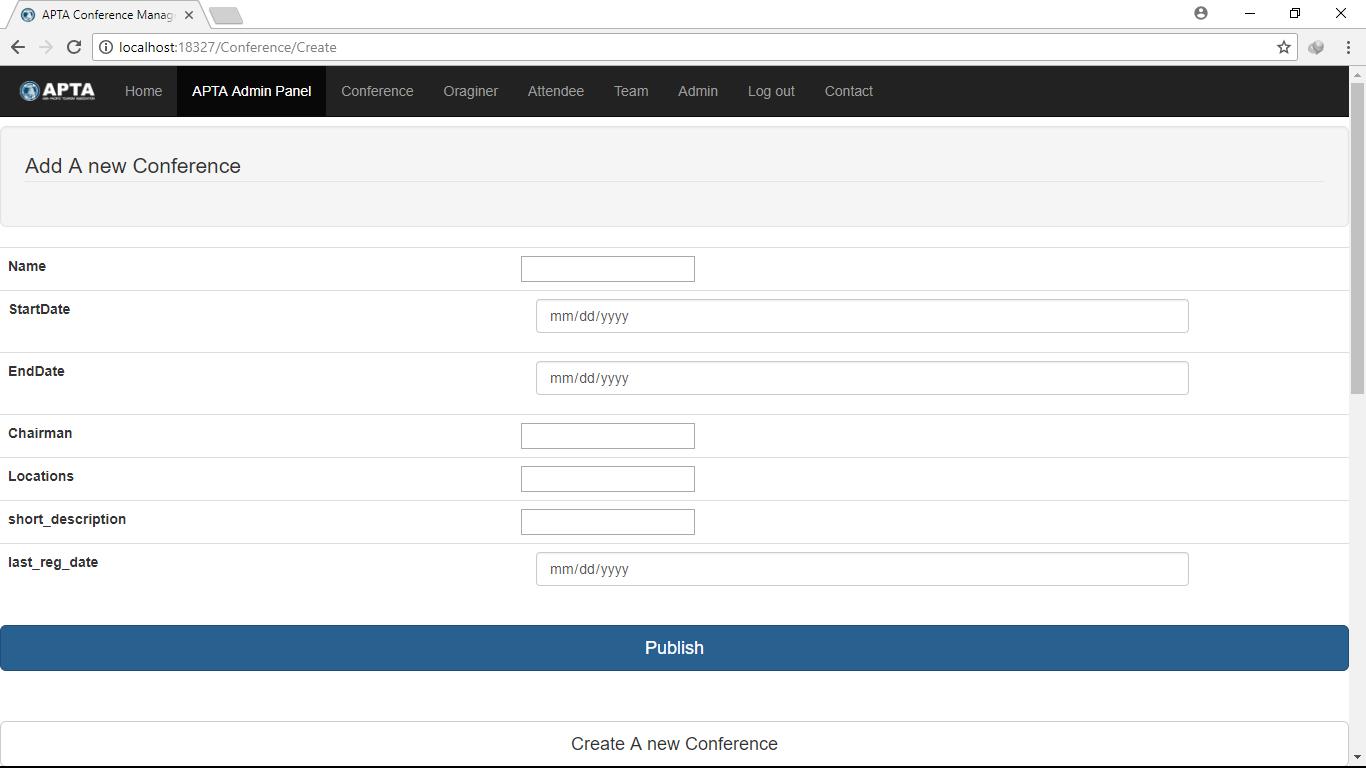 APTA Conference Manag
localhost:18327/Conference/Create
APTA Home APTA Admin Panel Conference Oraginer Attendee Team Admin Log out Contact
Add A new Conference
Name
StartDate mm/dd/yyyy
EndDate mm/dd/yyyy
Chairman
Locations
short_description
last_reg_date mm/dd/yyyy
Publish
Create A new Conference